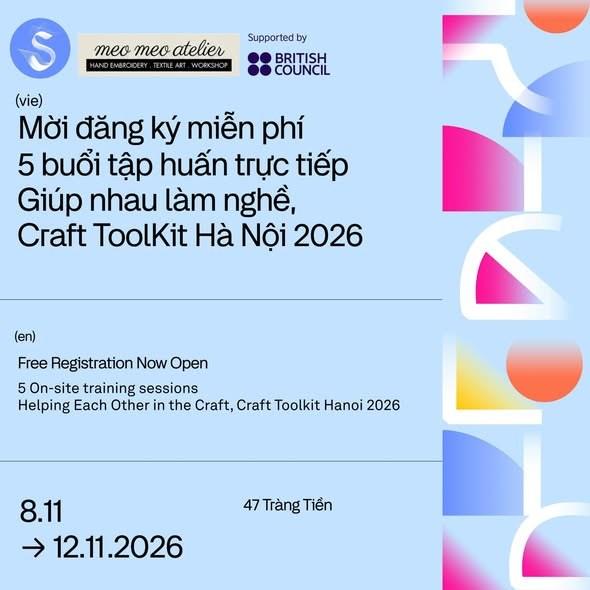 S
meo meo atelier
HAND EMBROIDERY . TEXTILE ART . WORKSHOP
Supported by
BRITISH
COUNCIL
(vie)
Mời đăng ký miễn phí
5 buổi tập huấn trực tiếp
Giúp nhau làm nghề,
Craft ToolKit Hà Nội 2026
(en)
Free Registration Now Open
5 On-site training sessions
Helping Each Other in the Craft, Craft Toolkit Hanoi 2026
8.11
→ 12.11.2026
47 Tràng Tiền